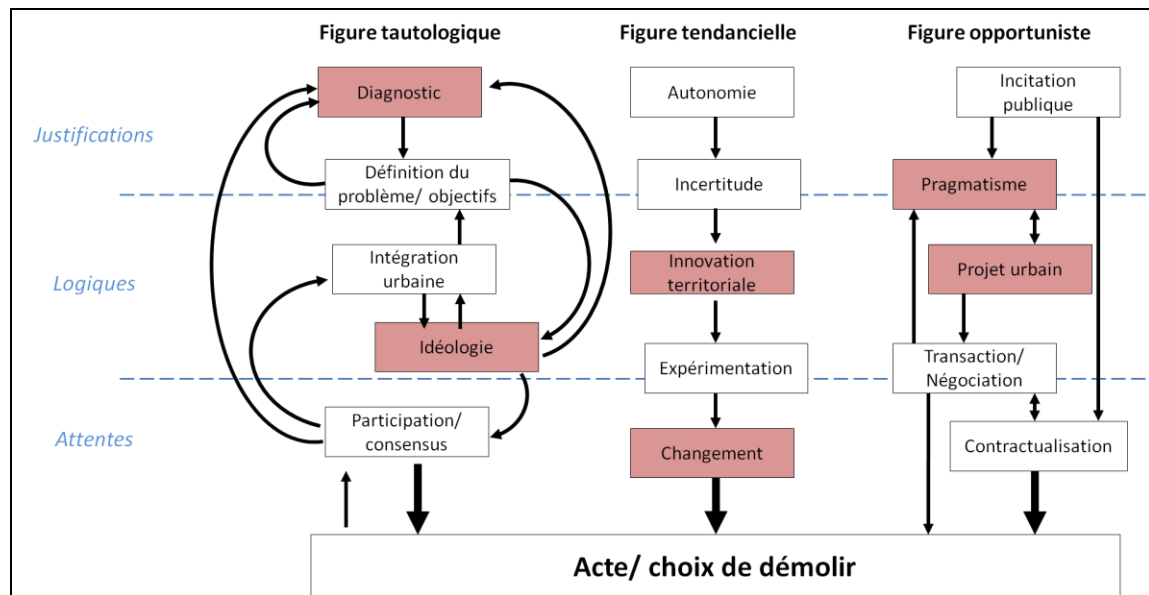 Figure tautologique
Figure tendancielle
Figure opportuniste
Justifications
Diagnostic
Autonomie
Incitation
publique
Définition du
problème/ objectifs
Incertitude
Pragmatisme
Logiques
Intégration
urbaine
Innovation
territoriale
Projet urbain
Idéologie
Expérimentation
Transaction/
Négociation
Attentes
Participation/
consensus
Changement
Contractualisation
Acte/ choix de démolir